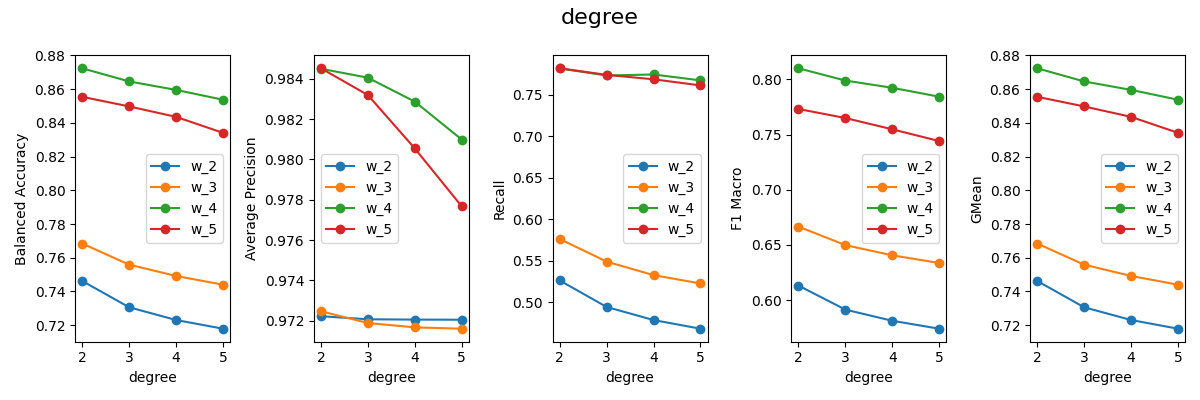 degree
Balanced Accuracy
0.88
0.86
0.84
0.82
0.80
0.78
0.76
0.74
0.72
w_2
w_3
w_4
w_5
2 3 4 5
degree
Average Precision
0.984
0.982
0.980
0.978
0.976
0.974
0.972
w_2
w_3
w_4
w_5
2 3 4 5
degree
Recall
0.75
0.70
0.65
0.60
0.55
0.50
w_2
w_3
w_4
w_5
2 3 4 5
degree
F1 Macro
0.80
0.75
0.70
0.65
0.60
w_2
w_3
w_4
w_5
2 3 4 5
degree
GMean
0.88
0.86
0.84
0.82
0.80
0.78
0.76
0.74
0.72
w_2
w_3
w_4
w_5
2 3 4 5
degree